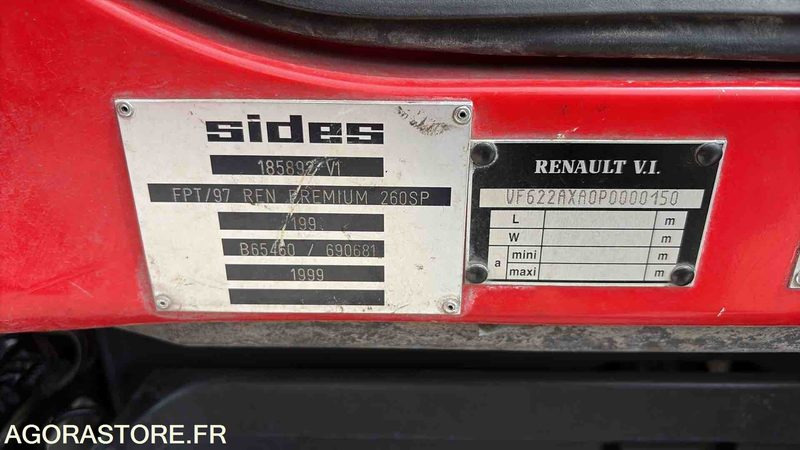 sides
185892-V1
FPT/97 REN PREMIUM 260SP
199
B65460 / 690681
1999
RENAULT V.I.
VF622AXA0P0000150
L m
W m
a mini m
maxi m
AGORASTORE.FR